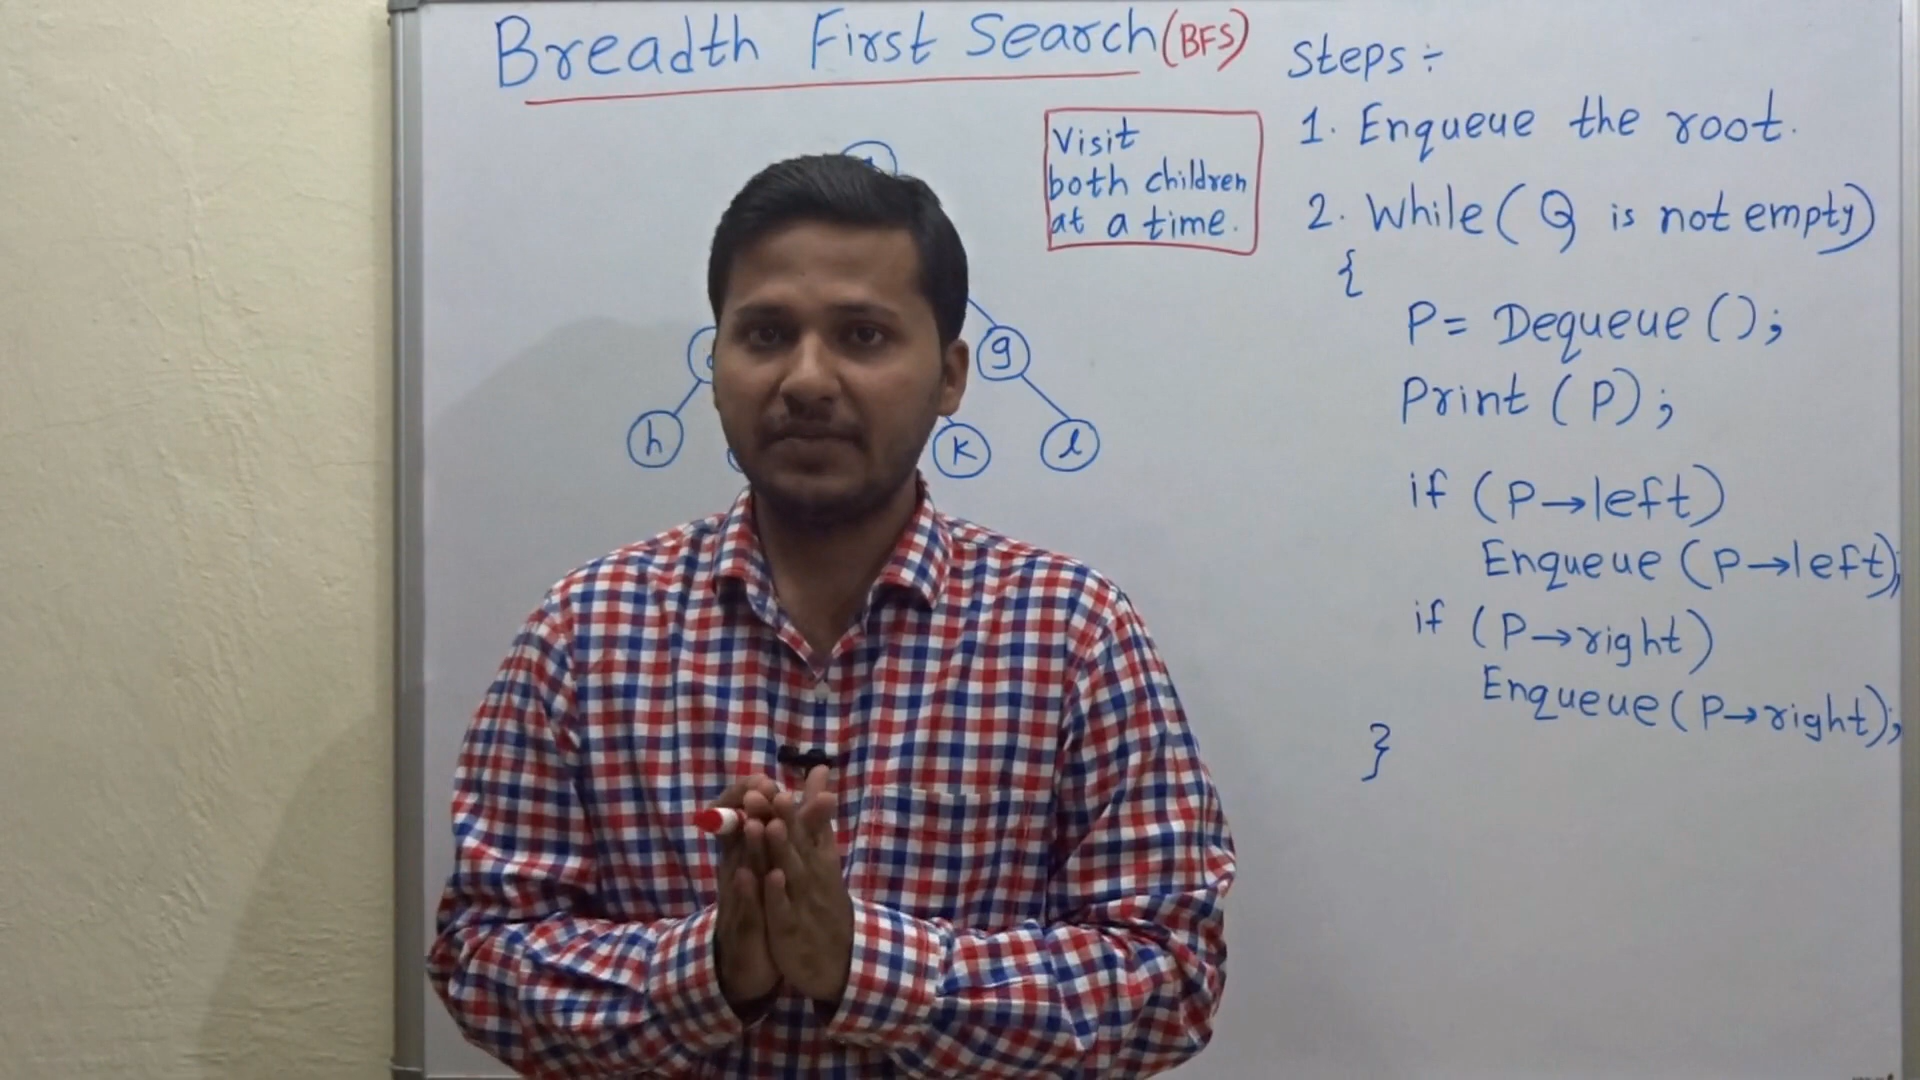 Breadth First Search (BFS)
Visit
both children
at a time.
g
h
k
l
Steps ÷
1. Enqueue the root.
2. While ( Q is not empty)
{
P = Dequeue ();
Print (P);
if (P→left)
Enqueue (P→left);
if (P→right)
Enqueue (P→right);
}